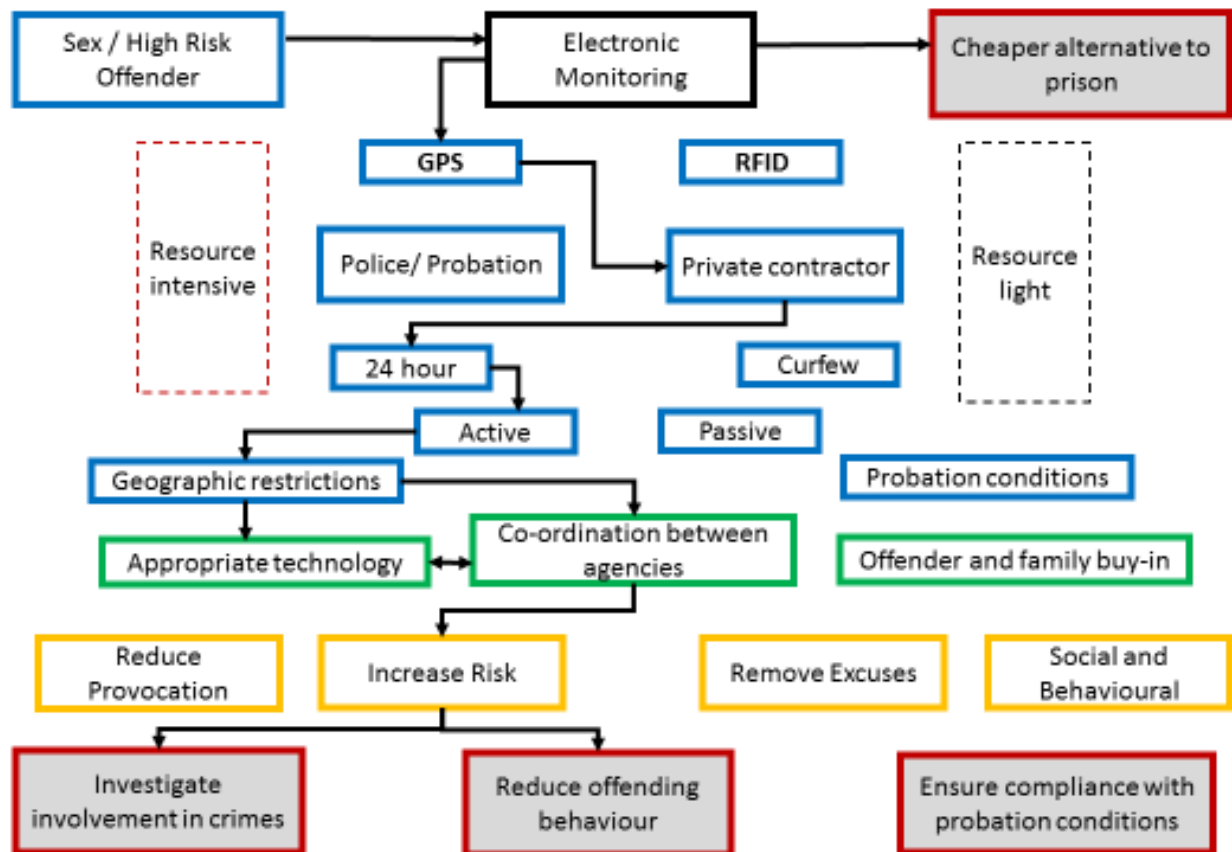 Sex / High Risk
Offender
Electronic
Monitoring
Cheaper alternative to
prison
GPS
RFID
Resource
intensive
Police/ Probation
Private contractor
Resource
light
24 hour
Curfew
Active
Passive
Geographic restrictions
Probation conditions
Appropriate technology
Co-ordination between
agencies
Offender and family buy-in
Reduce
Provocation
Increase Risk
Remove Excuses
Social and
Behavioural
Investigate
involvement in crimes
Reduce offending
behaviour
Ensure compliance with
probation conditions